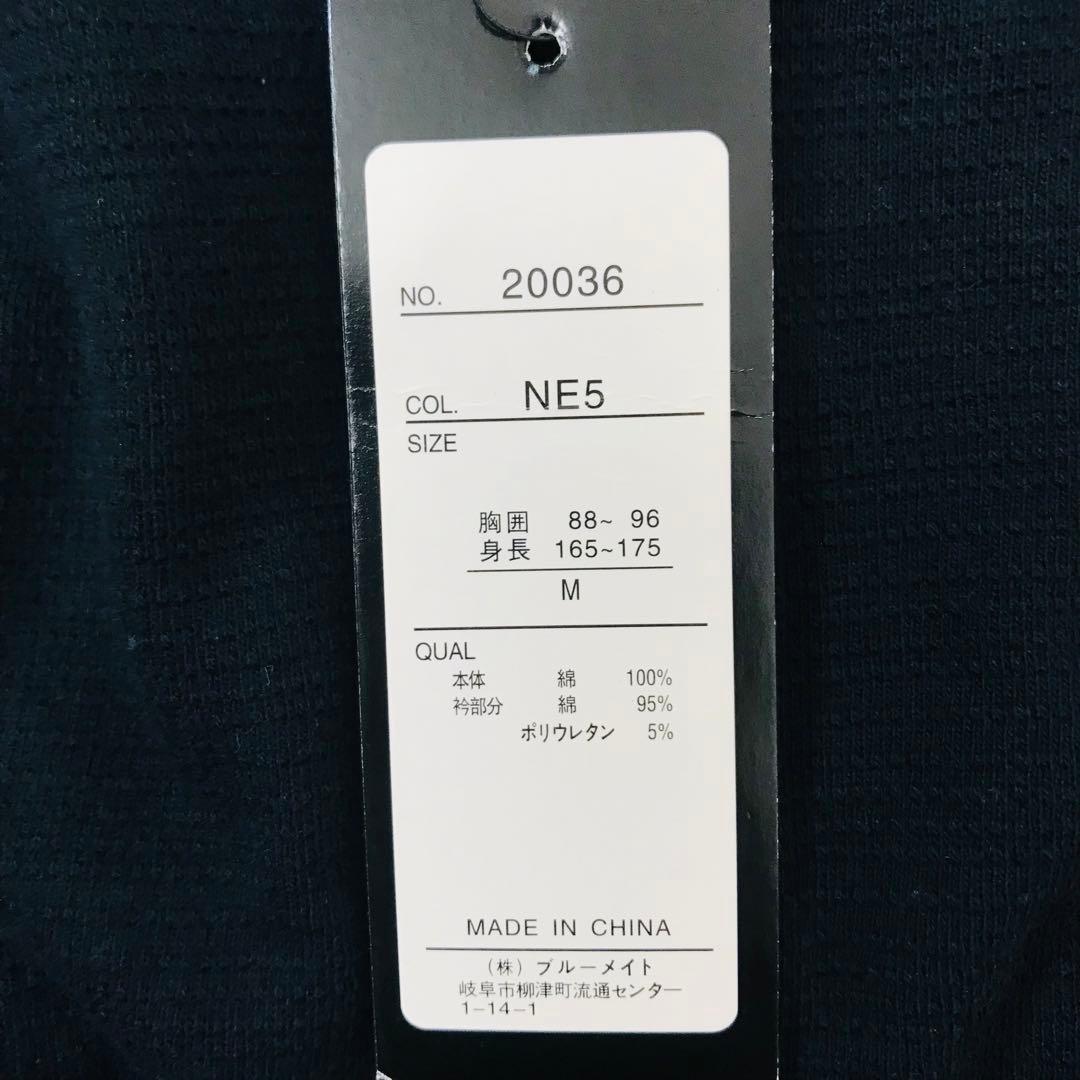 NO. 20036
COL. NE5
SIZE
胸囲 88~ 96
身長 165~175
M
QUAL
本体 綿 100%
衿部分 綿 95%
ポリウレタン 5%
MADE IN CHINA
(株) ブルーメイト
岐阜市柳津町流通センター
1-14-1